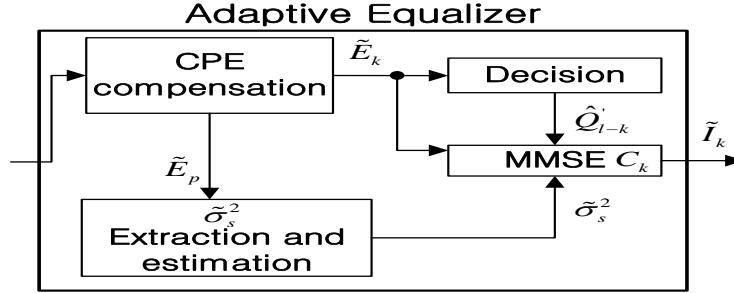 Adaptive Equalizer
CPE
compensation
Ẽ_k
Decision
Q̂'_{l-k}
MMSE C_k
Ĩ_k
Ẽ_p
σ̃_s^2
Extraction and
estimation
σ̃_s^2